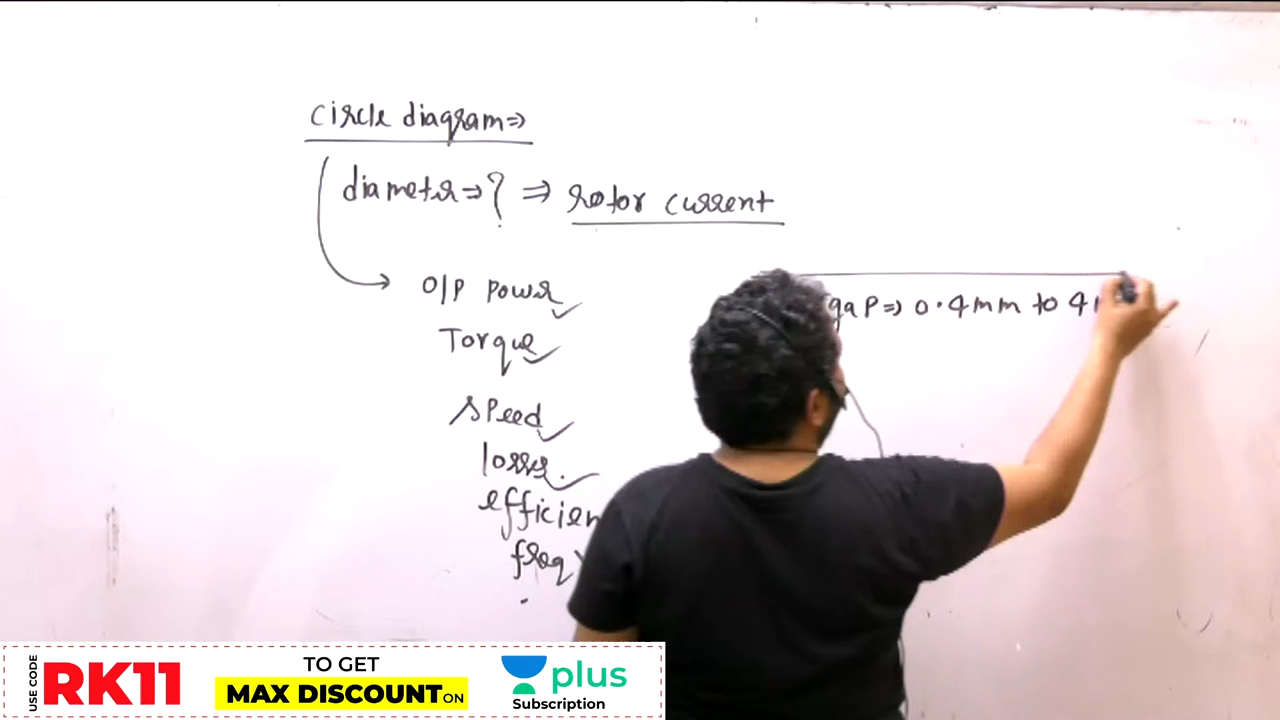 circle diagram⇒
diameter⇒? ⇒ rotor current
O/P power
Torque
speed
losses
gap⇒ 0.4mm to 4
freq
USE CODE
RK11
TO GET
MAX DISCOUNT ON
plus
Subscription